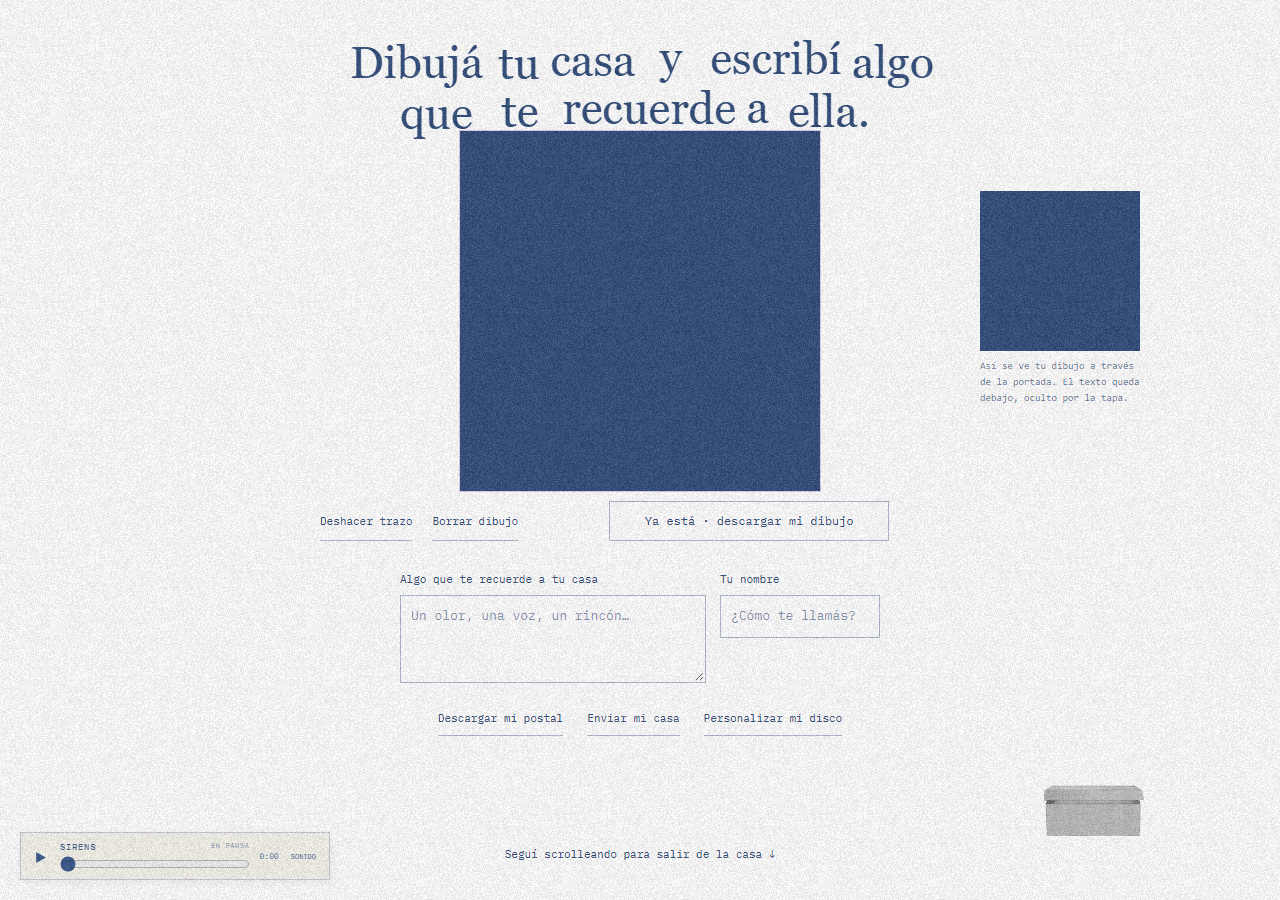 Dibujá tu casa y escribí algo
que te recuerde a ella.
Así se ve tu dibujo a través
de la portada. El texto queda
debajo, oculto por la tapa.
Deshacer trazo
Borrar dibujo
Ya está · descargar mi dibujo
Algo que te recuerde a tu casa
Tu nombre
Un olor, una voz, un rincón…
¿Cómo te llamás?
Descargar mi postal
Enviar mi casa
Personalizar mi disco
SIRENS
EN PAUSA
0:00
SONIDO
Seguí scrolleando para salir de la casa ↓